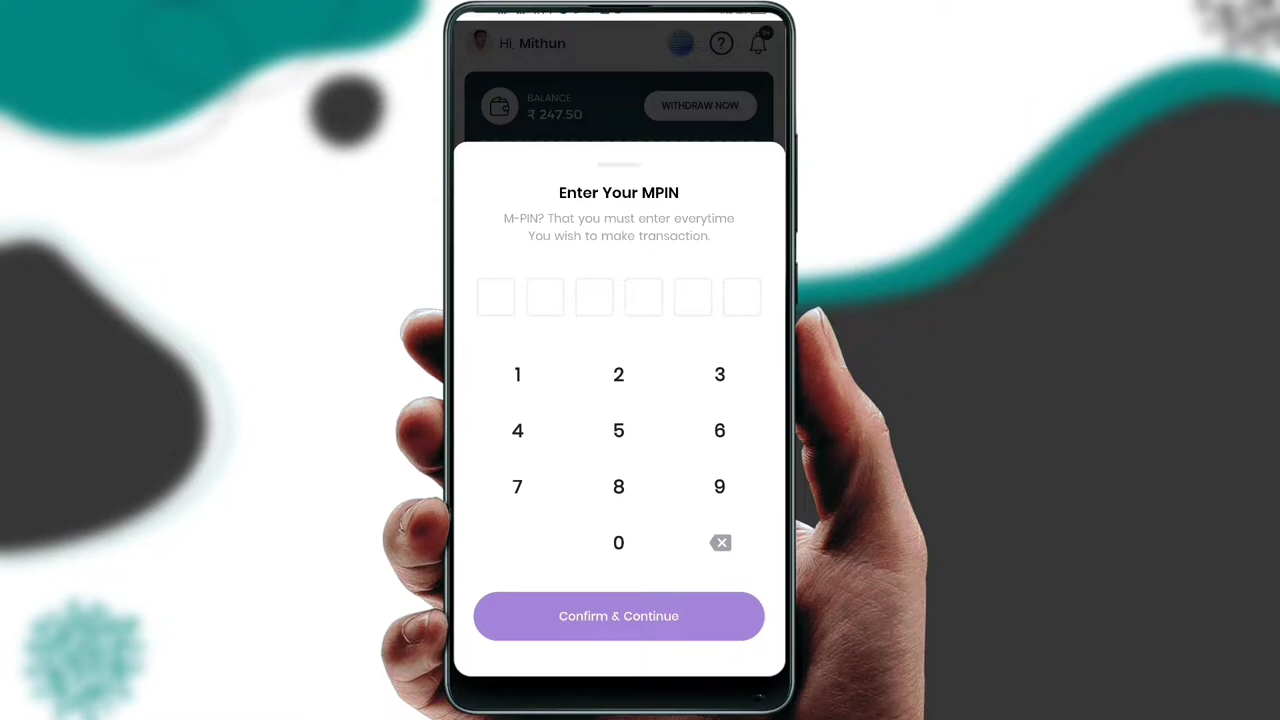 Hi, Mithun
?
BALANCE
₹ 247.50
WITHDRAW NOW
Enter Your MPIN
M-PIN? That you must enter everytime
You wish to make transaction.
1 2 3
4 5 6
7 8 9
0
Confirm & Continue